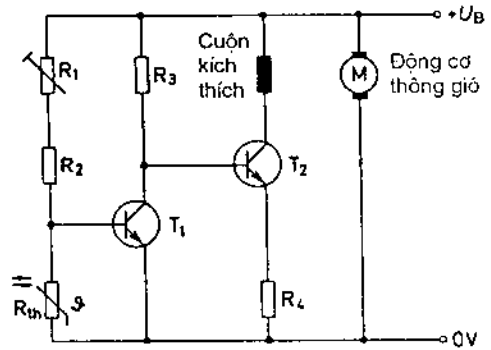 +U_B
Cuộn
kích
thích
Động cơ
thông gió
M
R₁
R₃
R₂
T₂
T₁
R_th
ϑ
R₄
0V